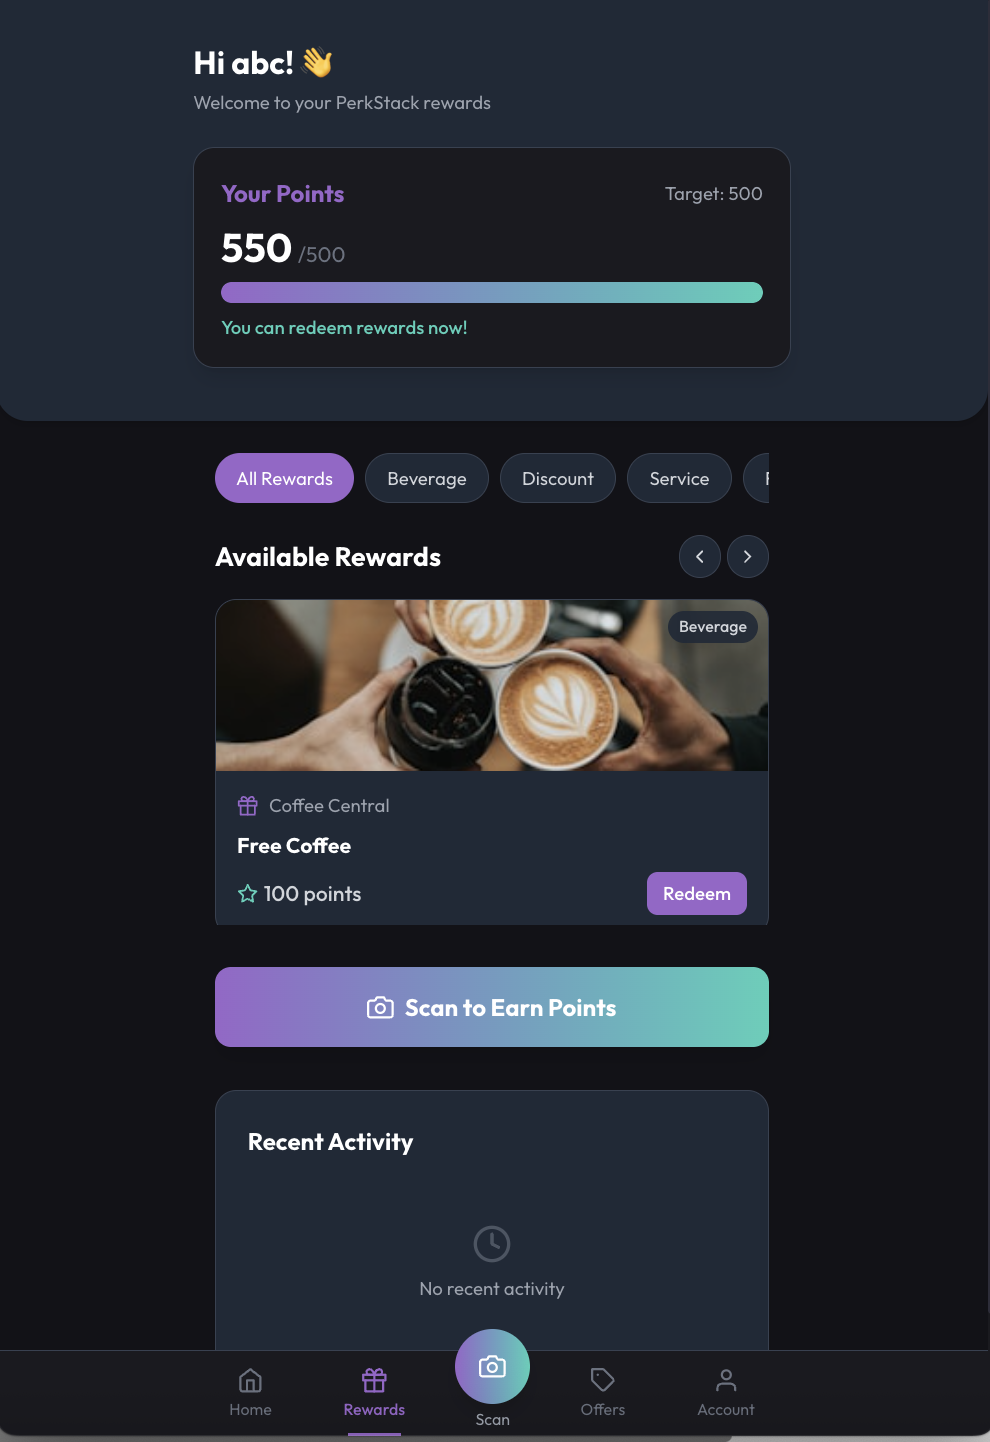 Hi abc! 👋
Welcome to your PerkStack rewards
Your Points
Target: 500
550 /500
You can redeem rewards now!
All Rewards
Beverage
Discount
Service
Available Rewards
Beverage
Coffee Central
Free Coffee
100 points
Redeem
Scan to Earn Points
Recent Activity
No recent activity
Home
Rewards
Scan
Offers
Account